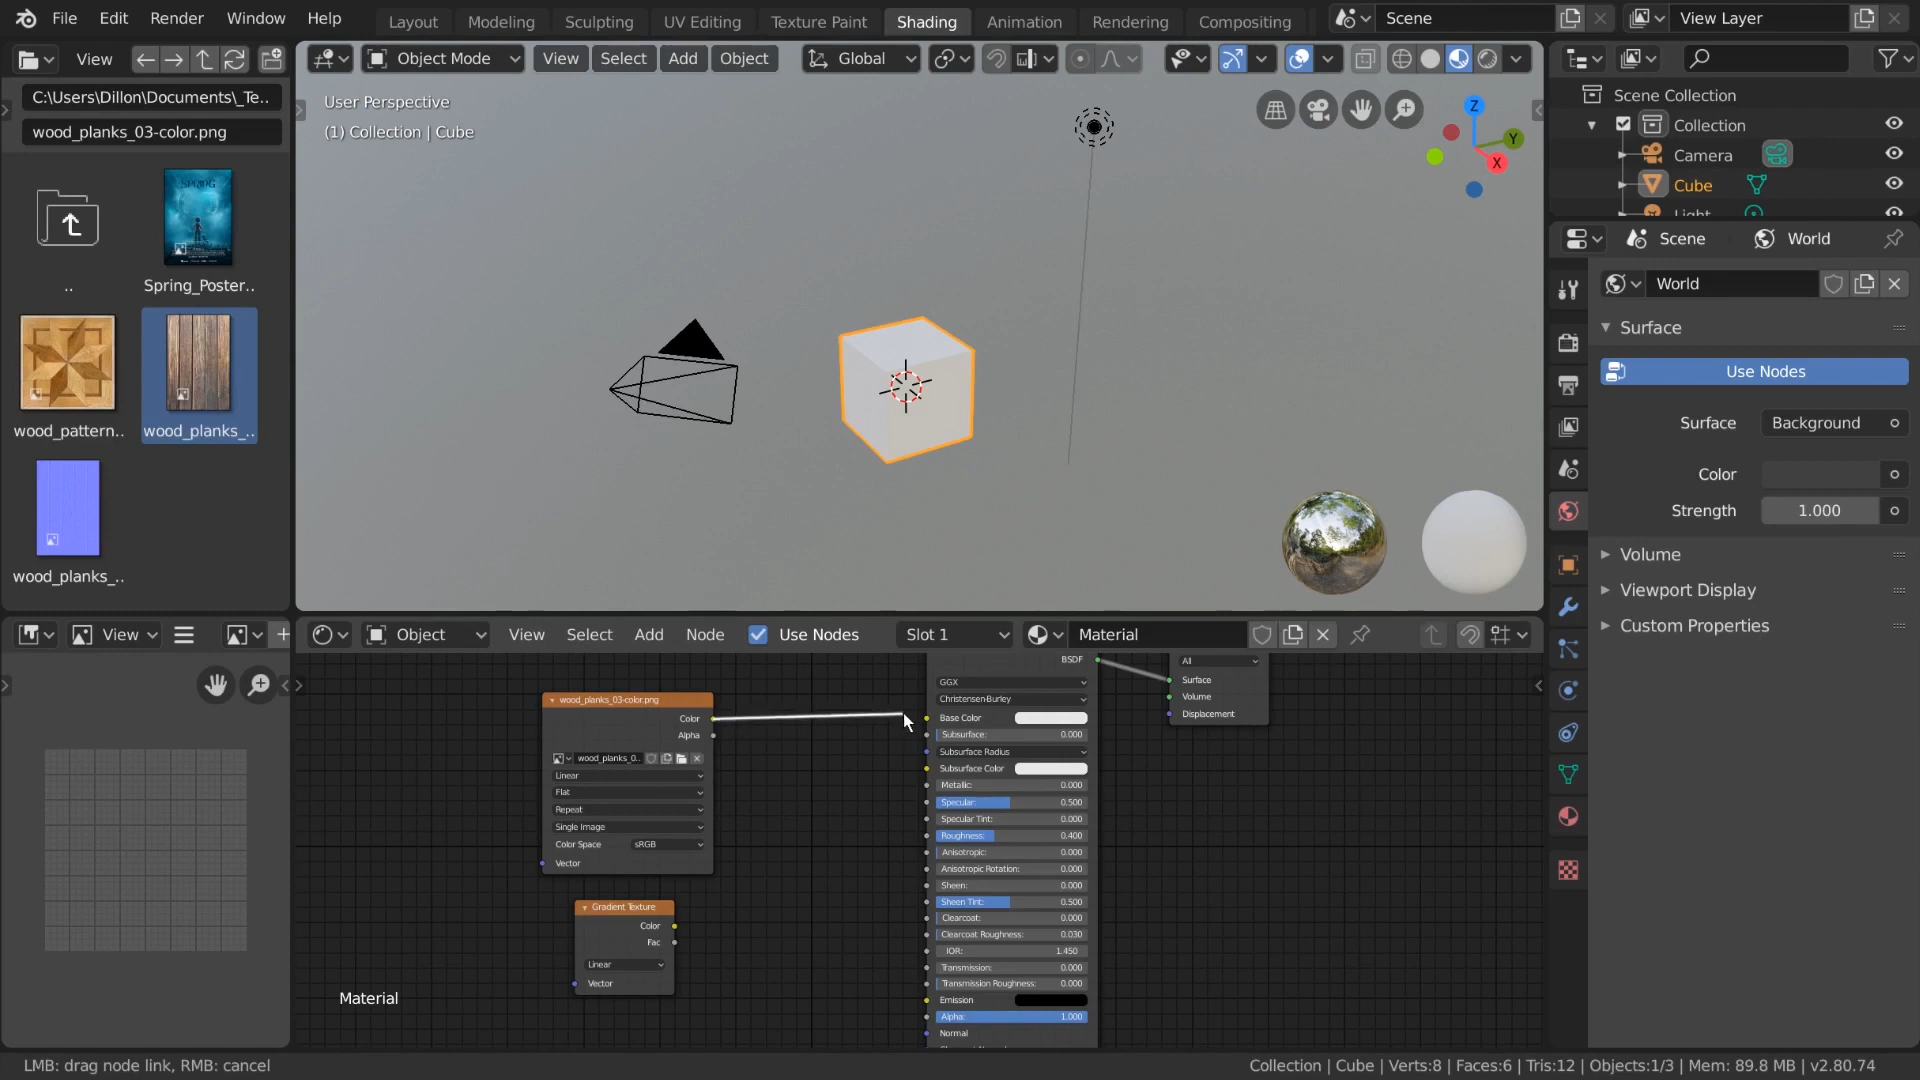 File Edit Render Window Help
Layout Modeling Sculpting UV Editing Texture Paint Shading Animation Rendering Compositing
Scene
View Layer
View
C:\Users\Dillon\Documents\_Te..
wood_planks_03-color.png
..
SPRING
Spring_Poster..
wood_pattern..
wood_planks_..
wood_planks_..
Object Mode View Select Add Object
Global
User Perspective
(1) Collection | Cube
Z
Y
X
Scene Collection
Collection
Camera
Cube
Light
Scene World
World
Surface
Use Nodes
Surface Background
Color
Strength 1.000
Volume
Viewport Display
Custom Properties
View
Object View Select Add Node Use Nodes Slot 1 Material
wood_planks_03-color.png
Color
Alpha
wood_planks_0..
Linear
Flat
Repeat
Single Image
Color Space sRGB
Vector
Gradient Texture
Color
Fac
Linear
Vector
BSDF
GGX
Christensen-Burley
Base Color
Subsurface: 0.000
Subsurface Radius
Subsurface Color
Metallic: 0.000
Specular: 0.500
Specular Tint: 0.000
Roughness: 0.400
Anisotropic: 0.000
Anisotropic Rotation: 0.000
Sheen: 0.000
Sheen Tint: 0.500
Clearcoat: 0.000
Clearcoat Roughness: 0.030
IOR: 1.450
Transmission: 0.000
Transmission Roughness: 0.000
Emission
Alpha: 1.000
Normal
All
Surface
Volume
Displacement
Material
LMB: drag node link, RMB: cancel
Collection | Cube | Verts:8 | Faces:6 | Tris:12 | Objects:1/3 | Mem: 89.8 MB | v2.80.74